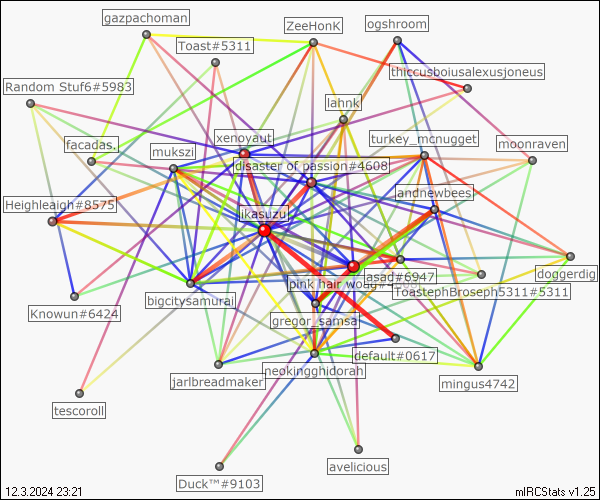 gazpachoman
ZeeHonK
ogshroom
Toast#5311
thiccusboiusalexusjoneus
Random Stuf6#5983
lahnk
xenoyaut
turkey_mcnugget
facadas.
moonraven
mukszi
disaster of passion#4608
landnewbees
Heighleaigh#8575
ikasuzu
doggerdig
asad#6947
pink hair woag
ToastephBroseph5311#5311
bigcitysamurai
Knowun#6424
gregor_samsa
default#0617
neokingghidorah
jarlbreadmaker
mingus4742
tescoroll
avelicious
Duck™#9103
12.3.2024 23:21
mIRCStats v1.25